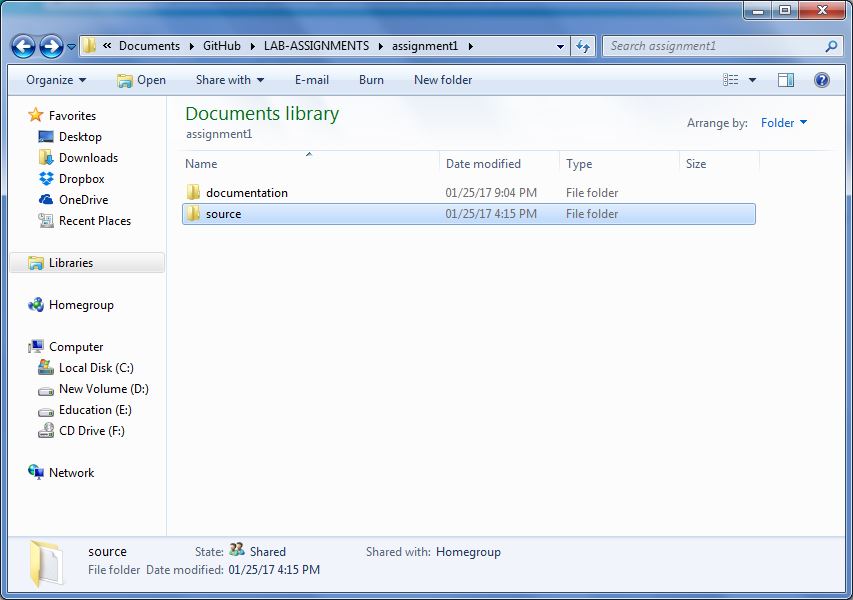 « Documents ▸ GitHub ▸ LAB-ASSIGNMENTS ▸ assignment1 ▸
Search assignment1
Organize Open Share with E-mail Burn New folder
Favorites
Desktop
Downloads
Dropbox
OneDrive
Recent Places
Libraries
Homegroup
Computer
Local Disk (C:)
New Volume (D:)
Education (E:)
CD Drive (F:)
Network
Documents library
assignment1
Arrange by: Folder
Name Date modified Type Size
documentation 01/25/17 9:04 PM File folder
source 01/25/17 4:15 PM File folder
source State: Shared Shared with: Homegroup
File folder Date modified: 01/25/17 4:15 PM